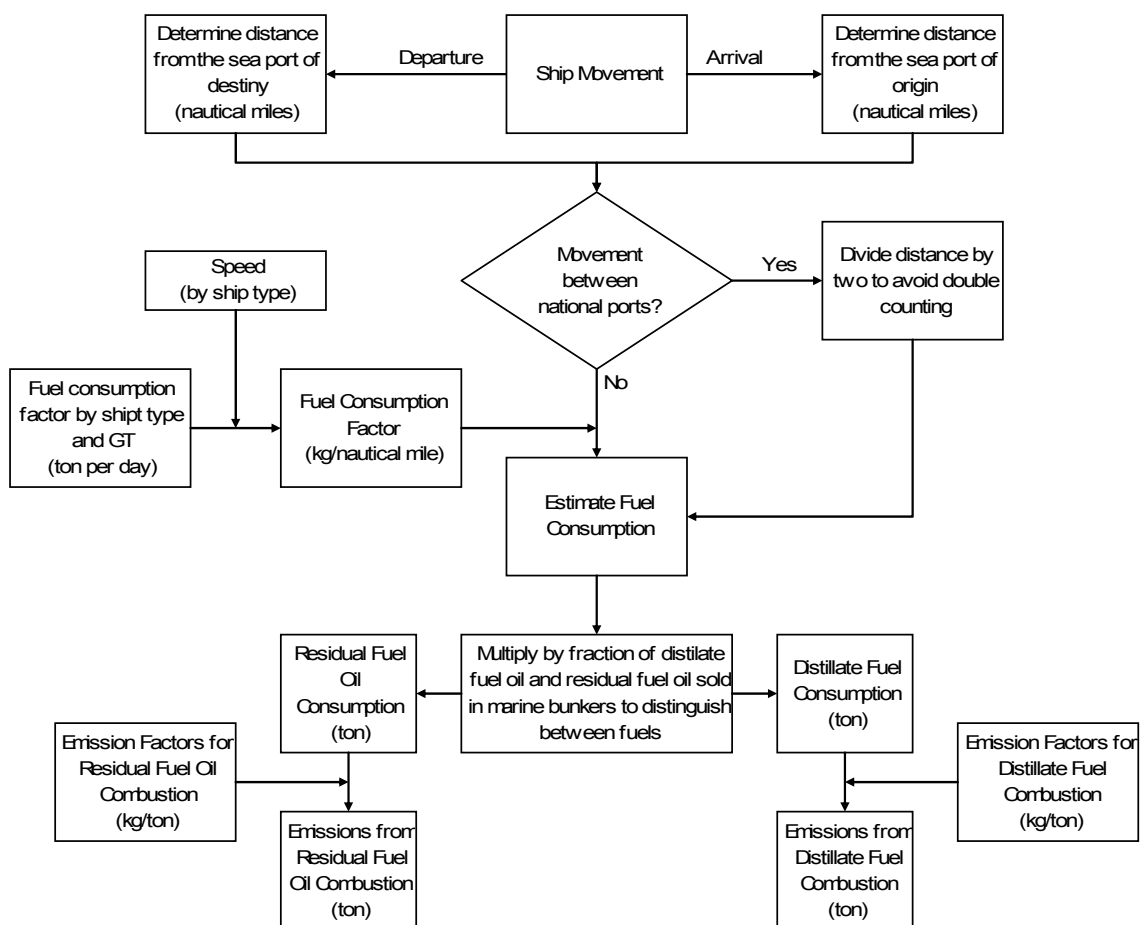 Determine distance
from the sea port of
destiny
(nautical miles)
Departure
Ship Movement
Arrival
Determine distance
from the sea port of
origin
(nautical miles)
Movement
between
national ports?
Yes
Divide distance by
two to avoid double
counting
Speed
(by ship type)
No
Fuel consumption
factor by shipt type
and GT
(ton per day)
Fuel Consumption
Factor
(kg/nautical mile)
Estimate Fuel
Consumption
Residual Fuel
Oil
Consumption
(ton)
Multiply by fraction of distilate
fuel oil and residual fuel oil sold
in marine bunkers to distinguish
between fuels
Distillate Fuel
Consumption
(ton)
Emission Factors for
Residual Fuel Oil
Combustion
(kg/ton)
Emission Factors for
Distillate Fuel
Combustion
(kg/ton)
Emissions from
Residual Fuel
Oil Combustion
(ton)
Emissions from
Distillate Fuel
Combustion
(ton)